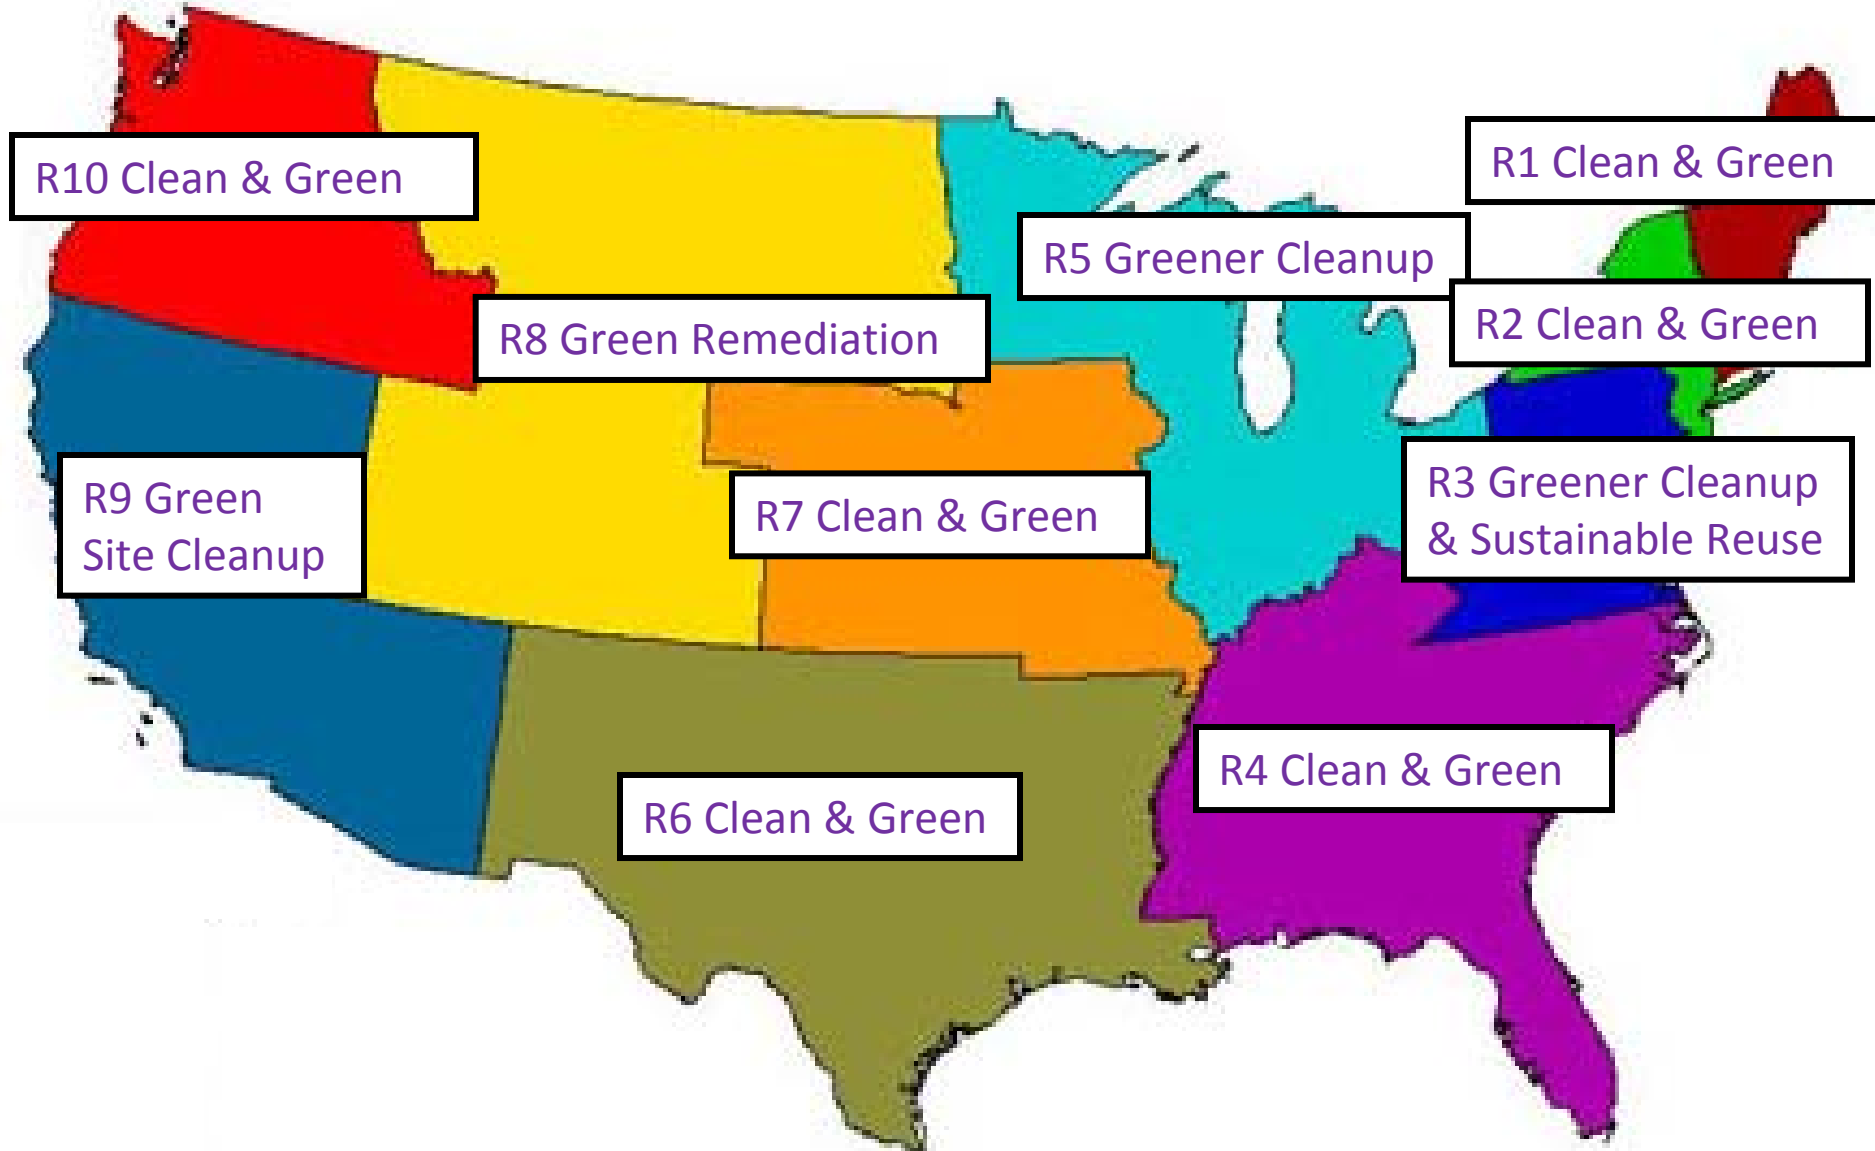 R10 Clean & Green
R1 Clean & Green
R5 Greener Cleanup
R2 Clean & Green
R8 Green Remediation
R9 Green
Site Cleanup
R7 Clean & Green
R3 Greener Cleanup
& Sustainable Reuse
R4 Clean & Green
R6 Clean & Green